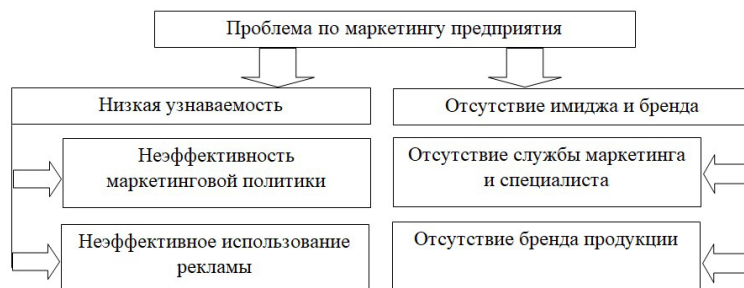 Проблема по маркетингу предприятия
Низкая узнаваемость
Отсутствие имиджа и бренда
Неэффективность
маркетинговой политики
Отсутствие службы маркетинга
и специалиста
Неэффективное использование
рекламы
Отсутствие бренда продукции